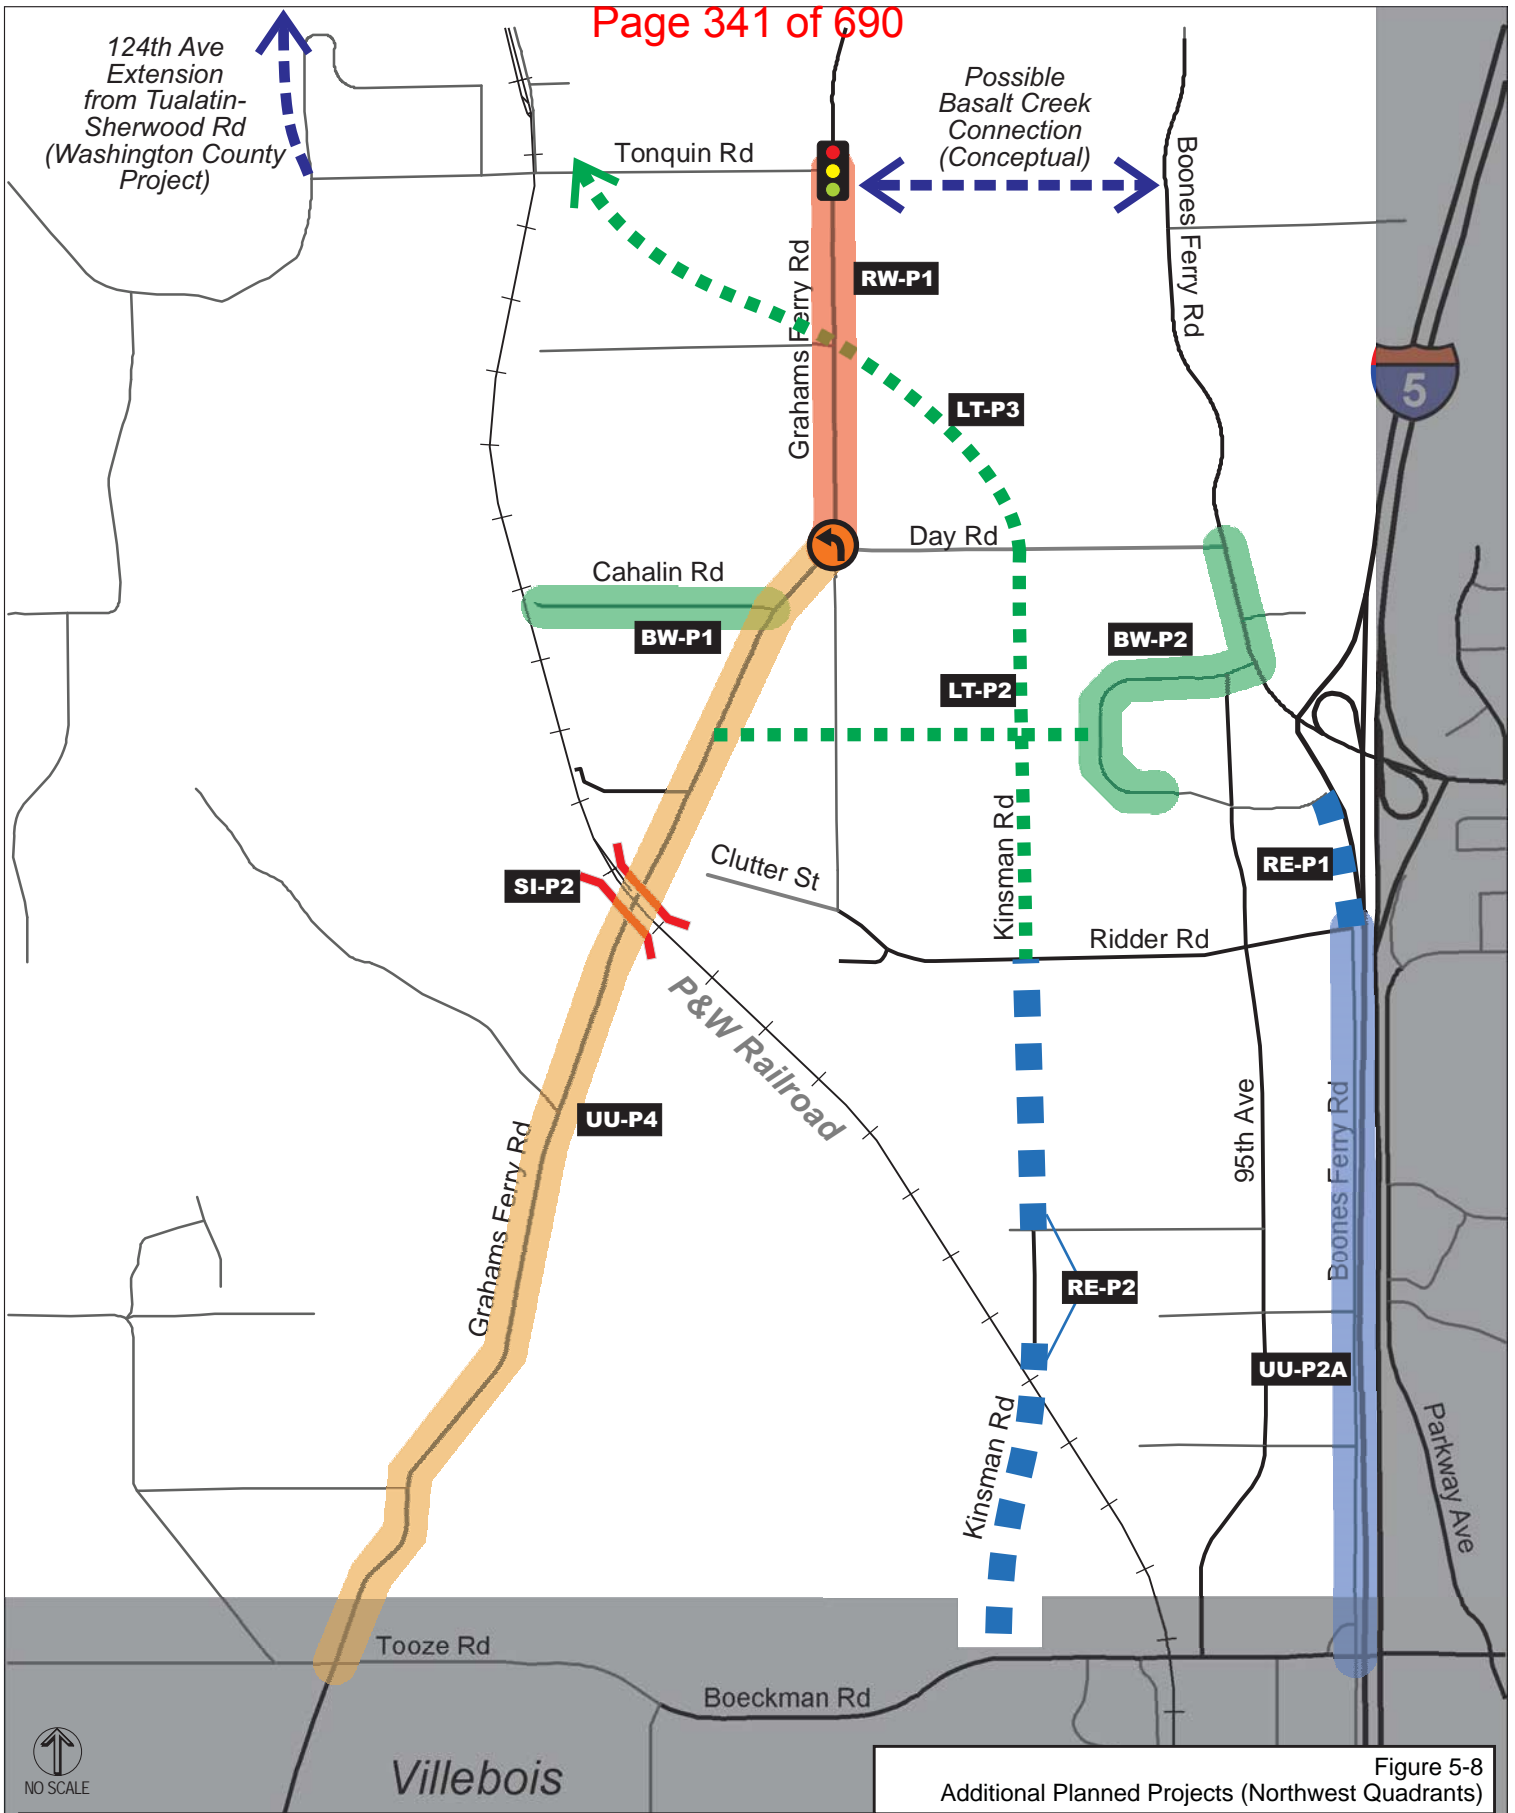 Page 341 of 690
124th Ave
Extension
from Tualatin-
Sherwood Rd
(Washington County
Project)
Possible
Basalt Creek
Connection
(Conceptual)
Tonquin Rd
Boones Ferry Rd
Grahams Ferry Rd
RW-P1
5
LT-P3
Day Rd
Cahalin Rd
BW-P1
BW-P2
LT-P2
Kinsman Rd
Clutter St
SI-P2
RE-P1
Ridder Rd
P&W Railroad
UU-P4
95th Ave
Boones Ferry Rd
Grahams Ferry Rd
RE-P2
UU-P2A
Kinsman Rd
Parkway Ave
Tooze Rd
Boeckman Rd
Villebois
NO SCALE
Figure 5-8
Additional Planned Projects (Northwest Quadrants)